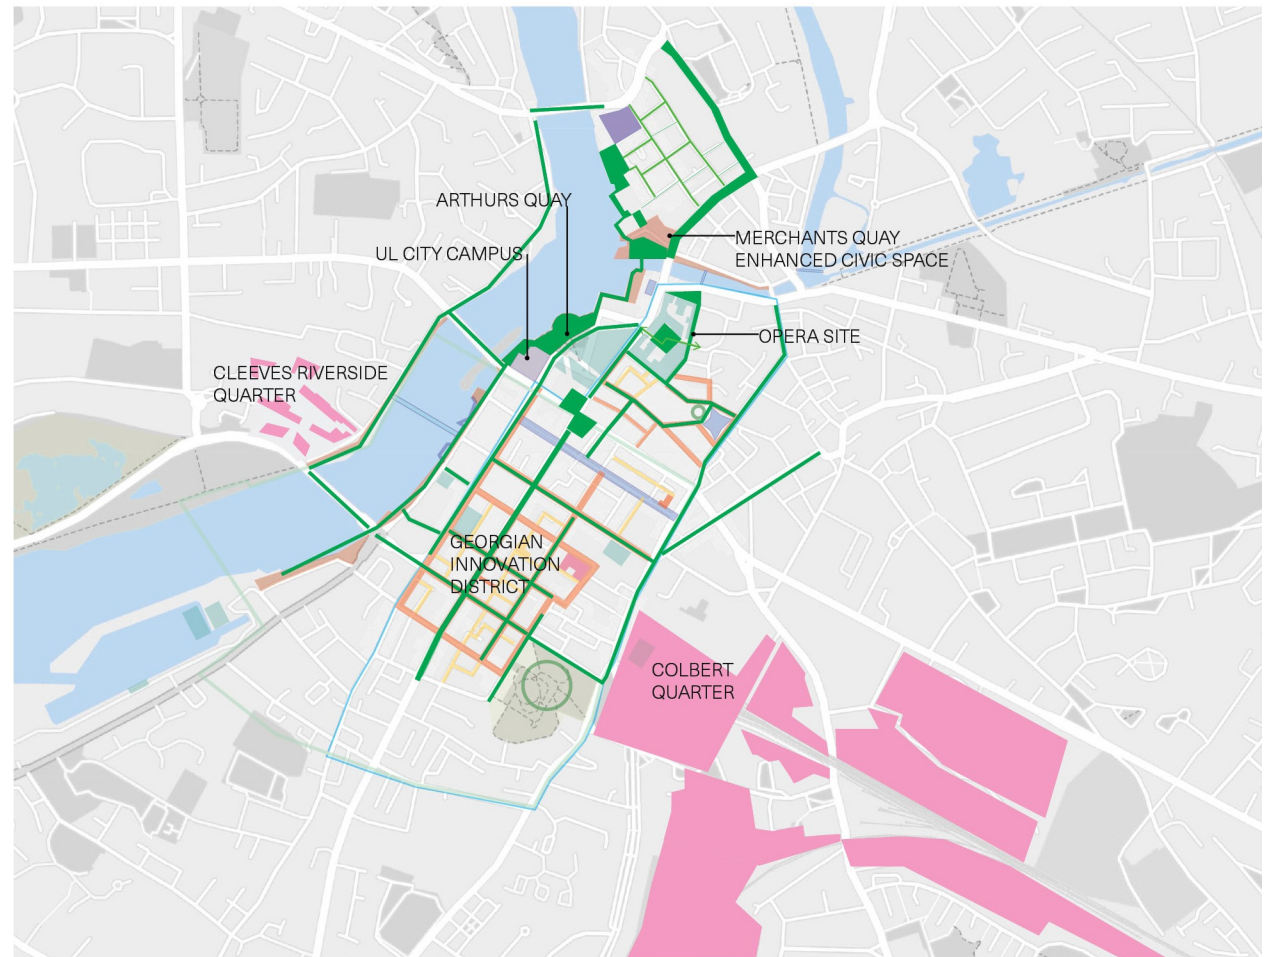 ARTHURS QUAY
UL CITY CAMPUS
MERCHANTS QUAY
ENHANCED CIVIC SPACE
OPERA SITE
CLEEVES RIVERSIDE
QUARTER
GEORGIAN
INNOVATION
DISTRICT
COLBERT
QUARTER